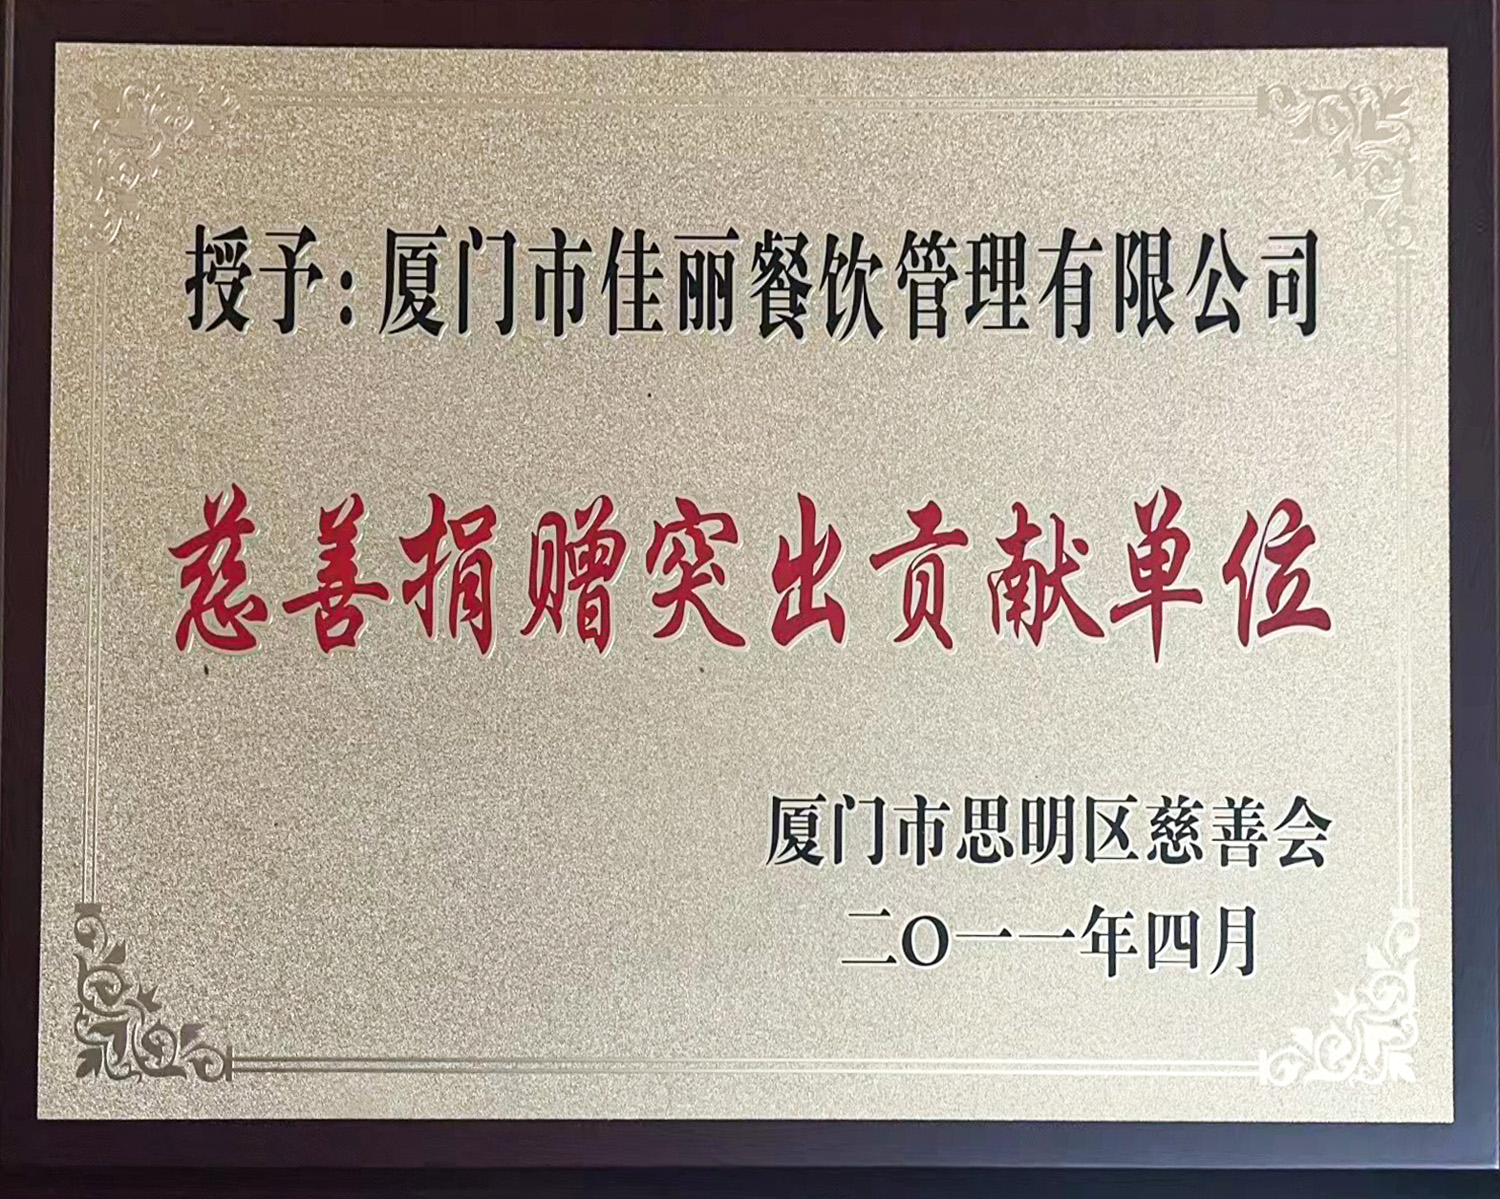 授予:厦门市佳丽餐饮管理有限公司
慈善捐赠突出贡献单位
厦门市思明区慈善会
二〇一一年四月